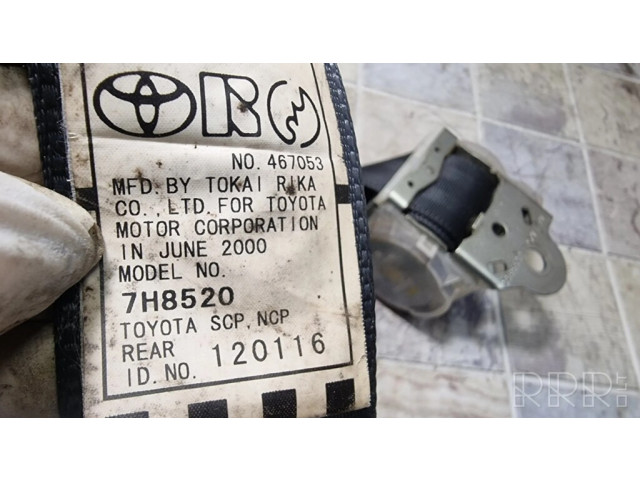 NO. 467053
MFD. BY TOKAI RIKA
CO., LTD. FOR TOYOTA
MOTOR CORPORATION
IN JUNE 2000
MODEL NO.
7H8520
TOYOTA SCP, NCP
REAR 120116
ID. NO.
RRR.LT